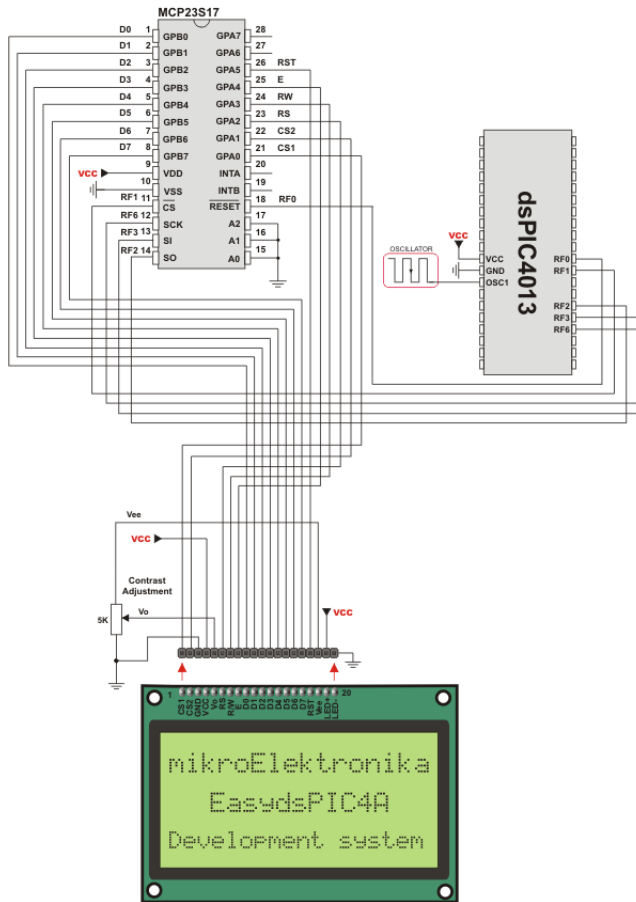 MCP23S17
D0 1 GPB0 GPA7 28
D1 2 GPB1 GPA6 27
D2 3 GPB2 GPA5 26 RST
D3 4 GPB3 GPA4 25 E
D4 5 GPB4 GPA3 24 RW
D5 6 GPB5 GPA2 23 RS
D6 7 GPB6 GPA1 22 CS2
D7 8 GPB7 GPA0 21 CS1
vcc 9 VDD INTA 20
10 VSS INTB 19
RF1 11 CS RESET 18 RF0
RF6 12 SCK A2 17
RF3 13 SI A1 16
RF2 14 SO A0 15
dsPIC4013
OSCILLATOR
vcc
VCC
GND
OSC1
RF0
RF1
RF2
RF3
RF6
Vee
vcc
Contrast
Adjustment
5K
Vo
vcc
1 20
CS1
CS2
GND
VCC
Vo
RS
R/W
E
D0
D1
D2
D3
D4
D5
D6
D7
RST
Vee
LED+
LED-
mikroElektronika
EasydsPIC4A
Development system